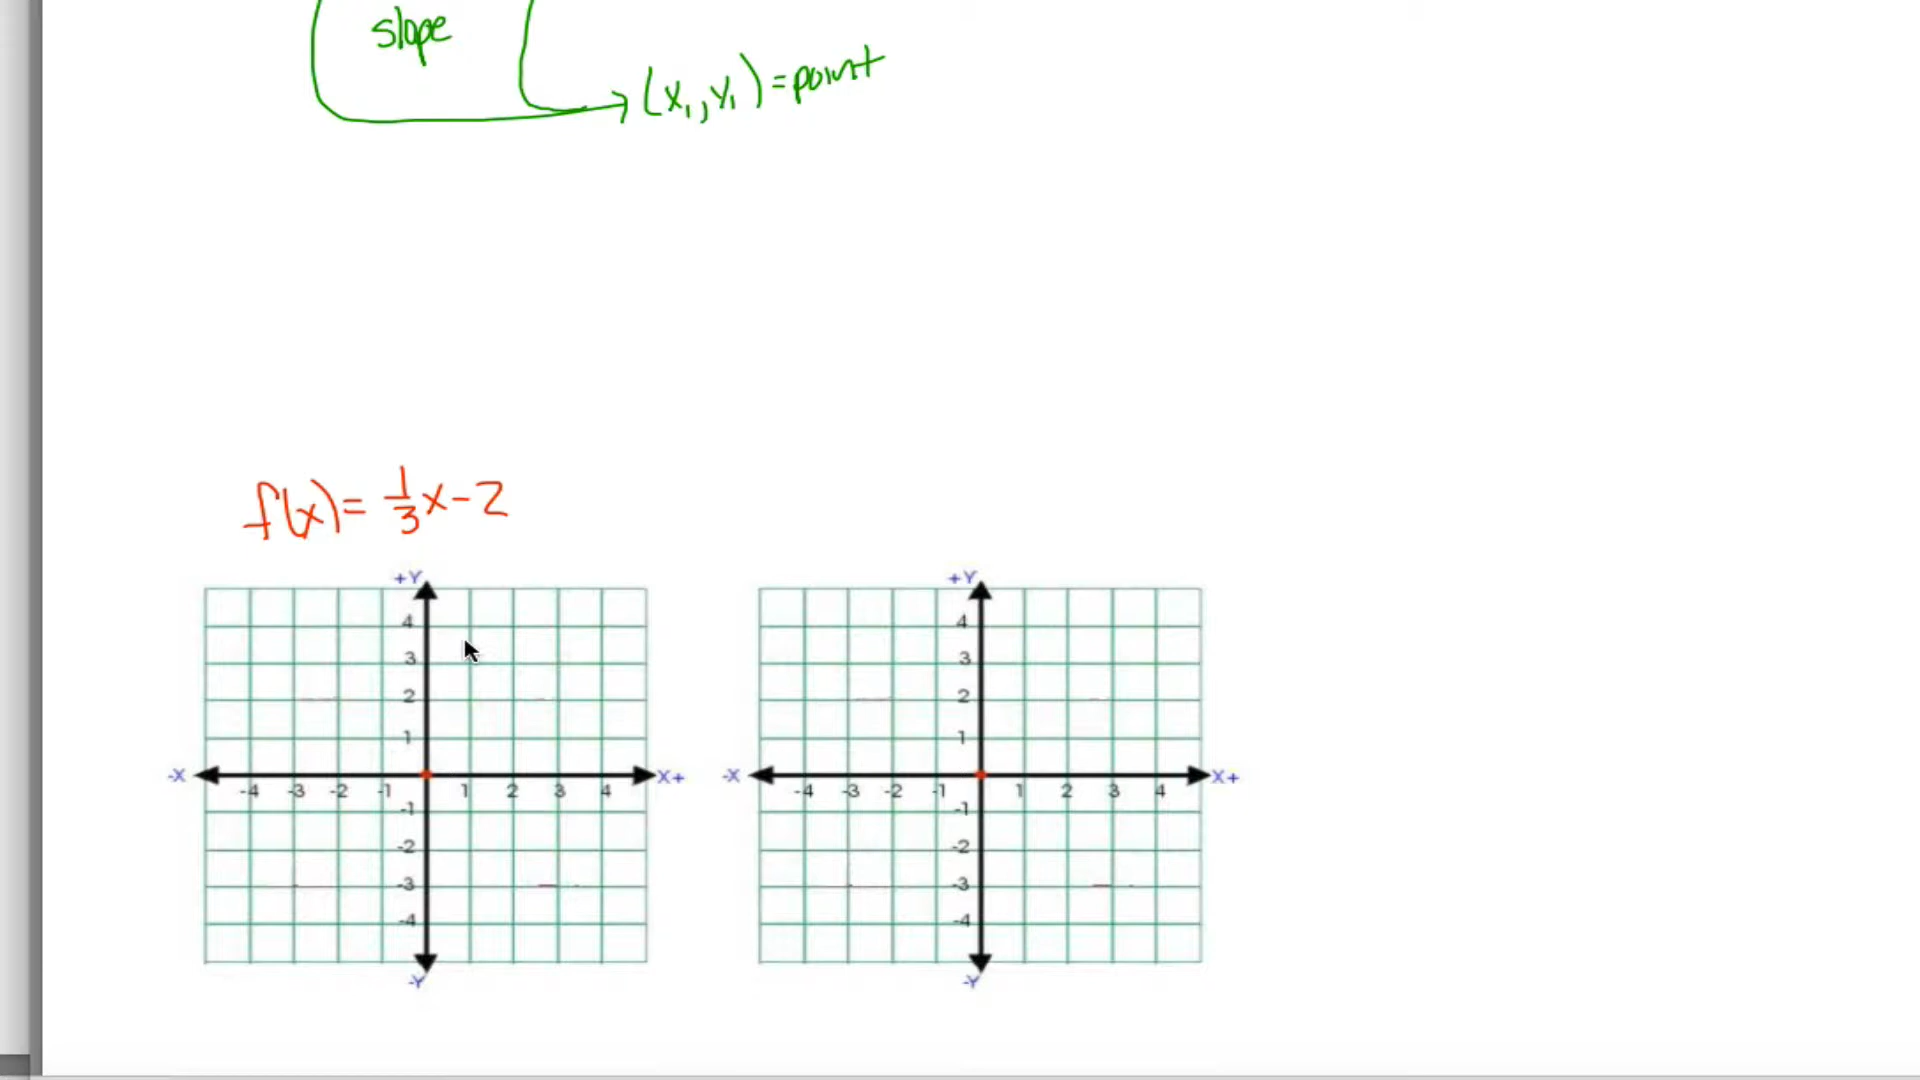 slope
(x₁, y₁) = point
f(x) = 1/3 x - 2
+Y +Y
4 4
3 3
2 2
1 1
-X -4 -3 -2 -1 1 2 3 4 X+ -X -4 -3 -2 -1 1 2 3 4 X+
-1 -1
-2 -2
-3 -3
-4 -4
-Y -Y